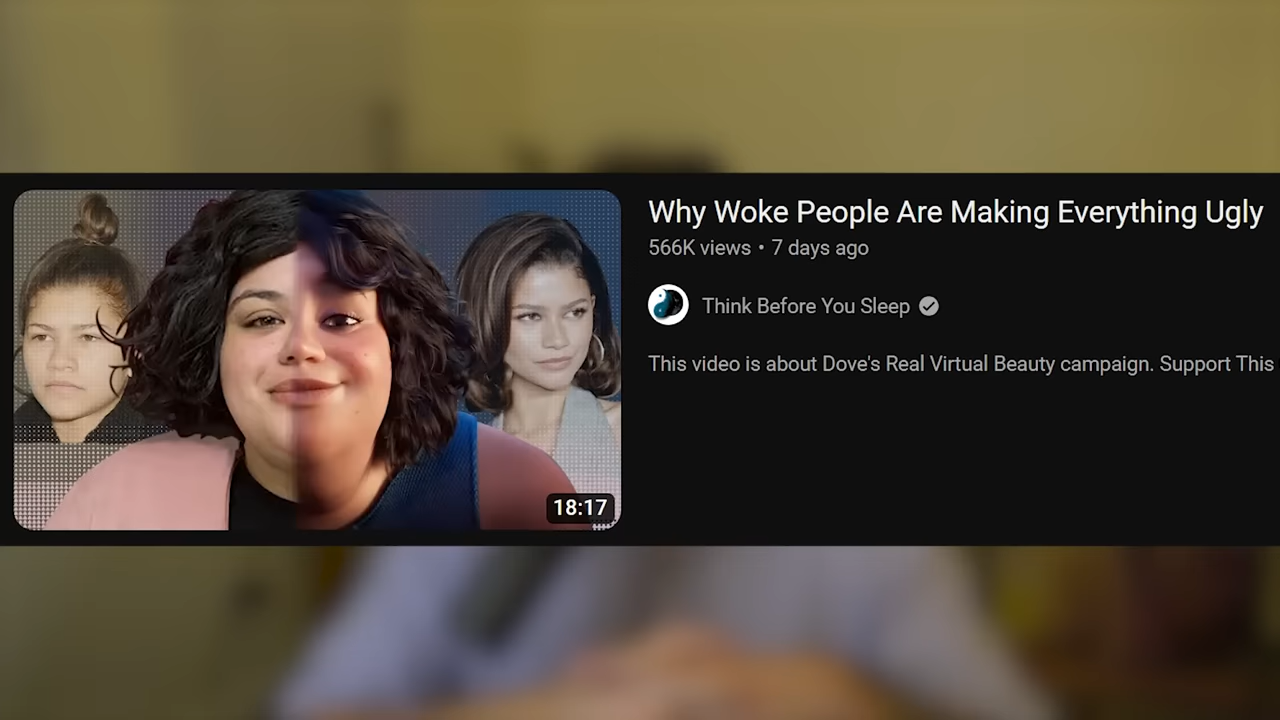 Why Woke People Are Making Everything Ugly
566K views • 7 days ago
Think Before You Sleep
This video is about Dove's Real Virtual Beauty campaign. Support This
18:17